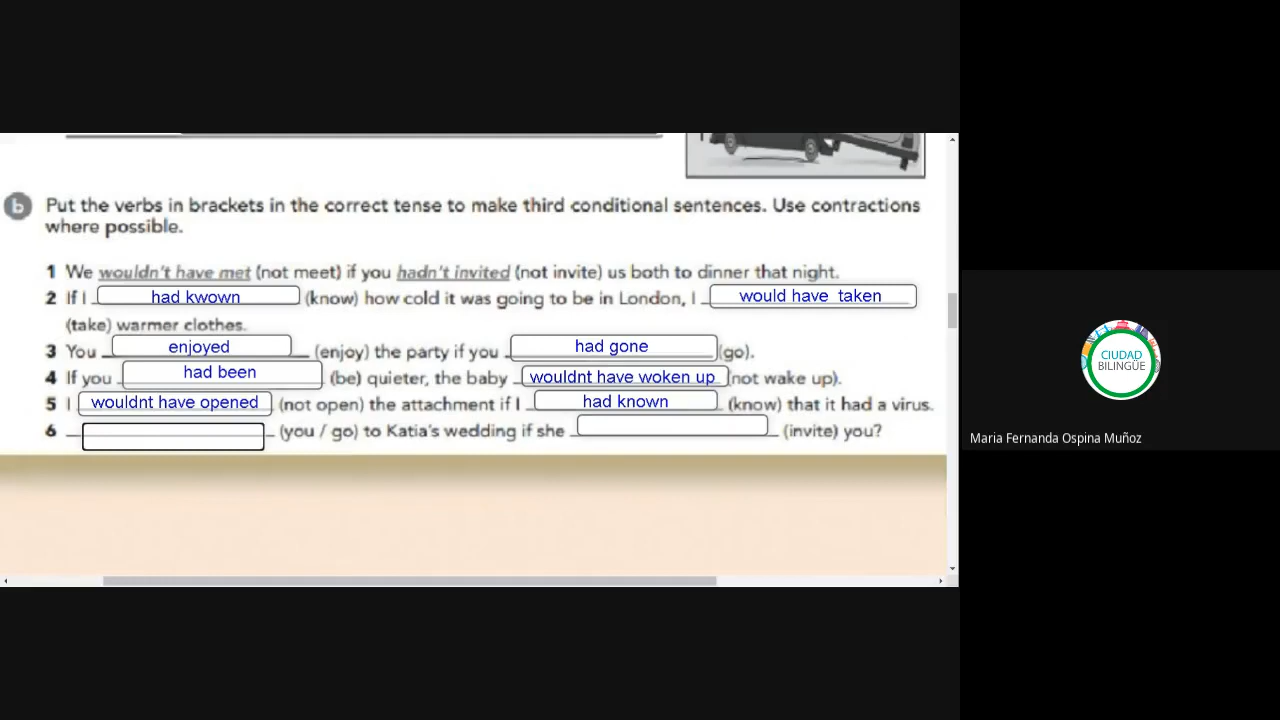 b Put the verbs in brackets in the correct tense to make third conditional sentences. Use contractions
where possible.
1 We wouldn't have met (not meet) if you hadn't invited (not invite) us both to dinner that night.
2 If I had kwown (know) how cold it was going to be in London, I would have taken
(take) warmer clothes.
3 You enjoyed (enjoy) the party if you had gone (go).
4 If you had been (be) quieter, the baby wouldnt have woken up (not wake up).
5 I wouldnt have opened (not open) the attachment if I had known (know) that it had a virus.
6 (you / go) to Katia's wedding if she (invite) you?
CIUDAD
BILINGÜE
Maria Fernanda Ospina Muñoz